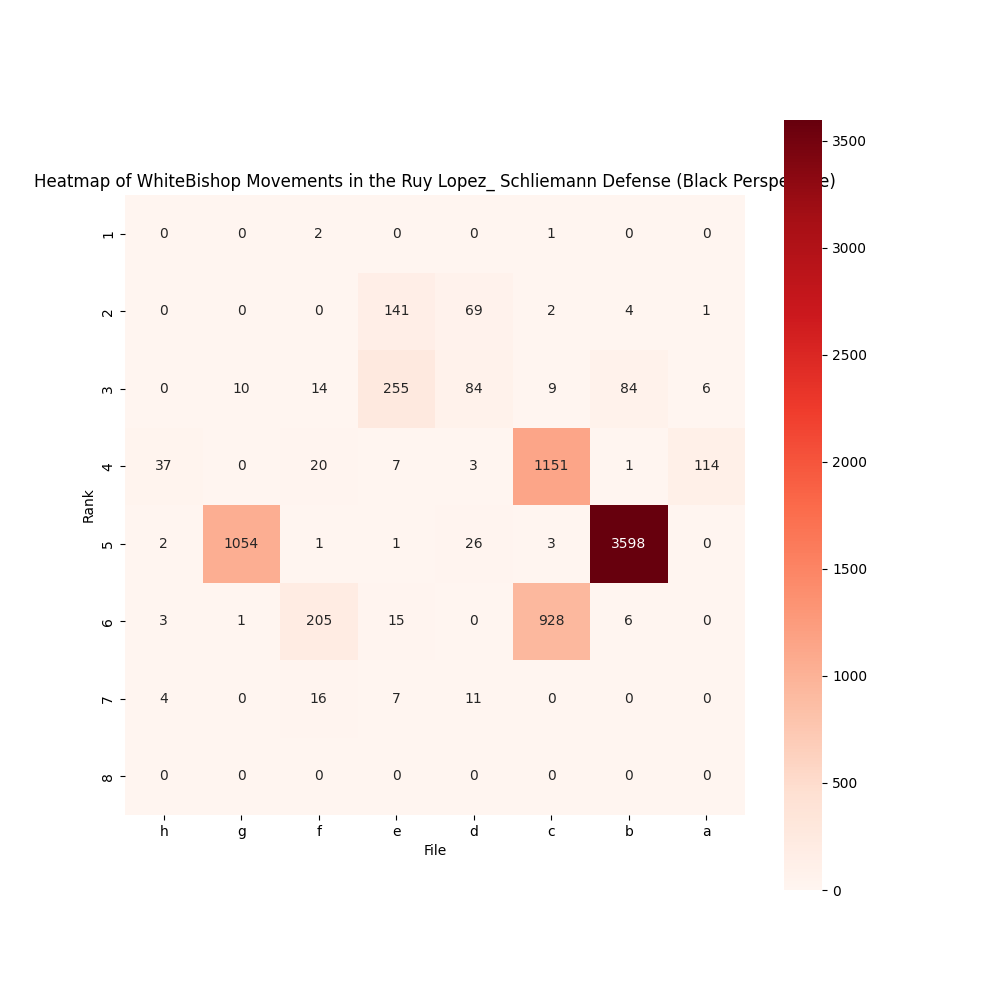 Heatmap of WhiteBishop Movements in the Ruy Lopez_ Schliemann Defense (Black Perspe e)
3500
3000
2500
2000
1500
1000
500
0
Rank
1 0 0 2 0 0 1 0 0
2 0 0 0 141 69 2 4 1
3 0 10 14 255 84 9 84 6
4 37 0 20 7 3 1151 1 114
5 2 1054 1 1 26 3 3598 0
6 3 1 205 15 0 928 6 0
7 4 0 16 7 11 0 0 0
8 0 0 0 0 0 0 0 0
h g f e d c b a
File